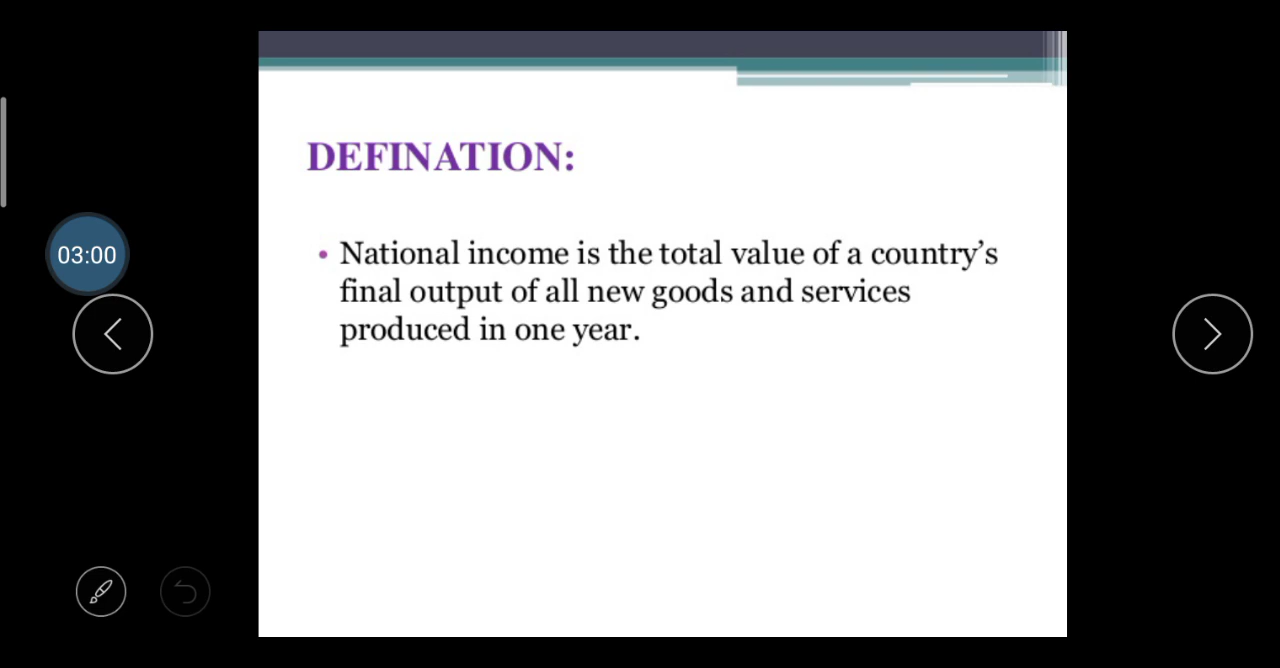 DEFINATION:
• National income is the total value of a country’s
final output of all new goods and services
produced in one year.
03:00